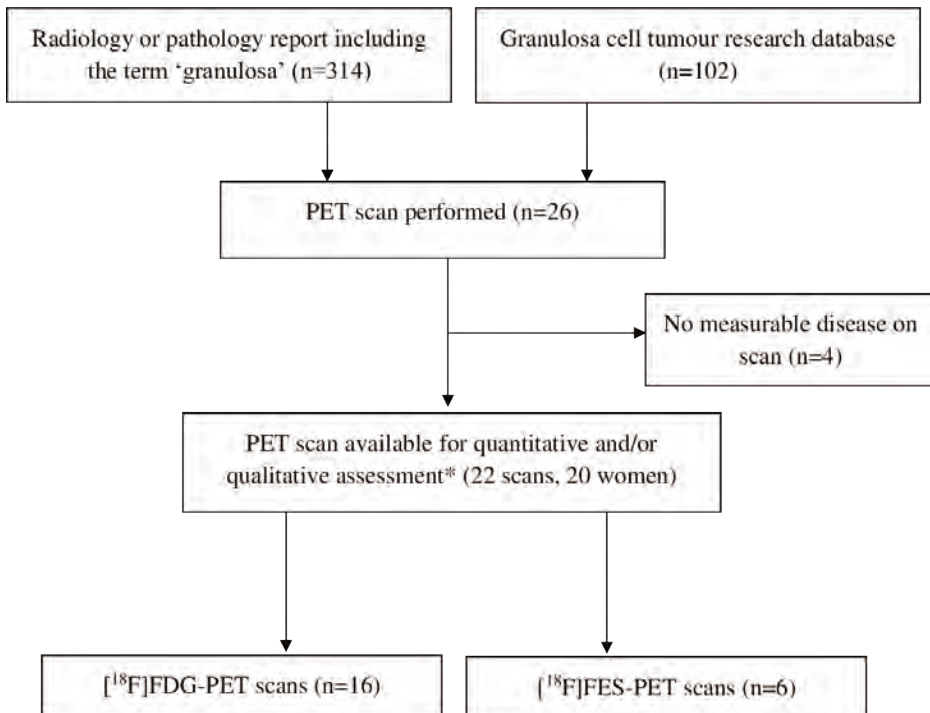 Radiology or pathology report including
the term ‘granulosa’ (n=314)
Granulosa cell tumour research database
(n=102)
PET scan performed (n=26)
No measurable disease on
scan (n=4)
PET scan available for quantitative and/or
qualitative assessment* (22 scans, 20 women)
[¹⁸F]FDG-PET scans (n=16)
[¹⁸F]FES-PET scans (n=6)